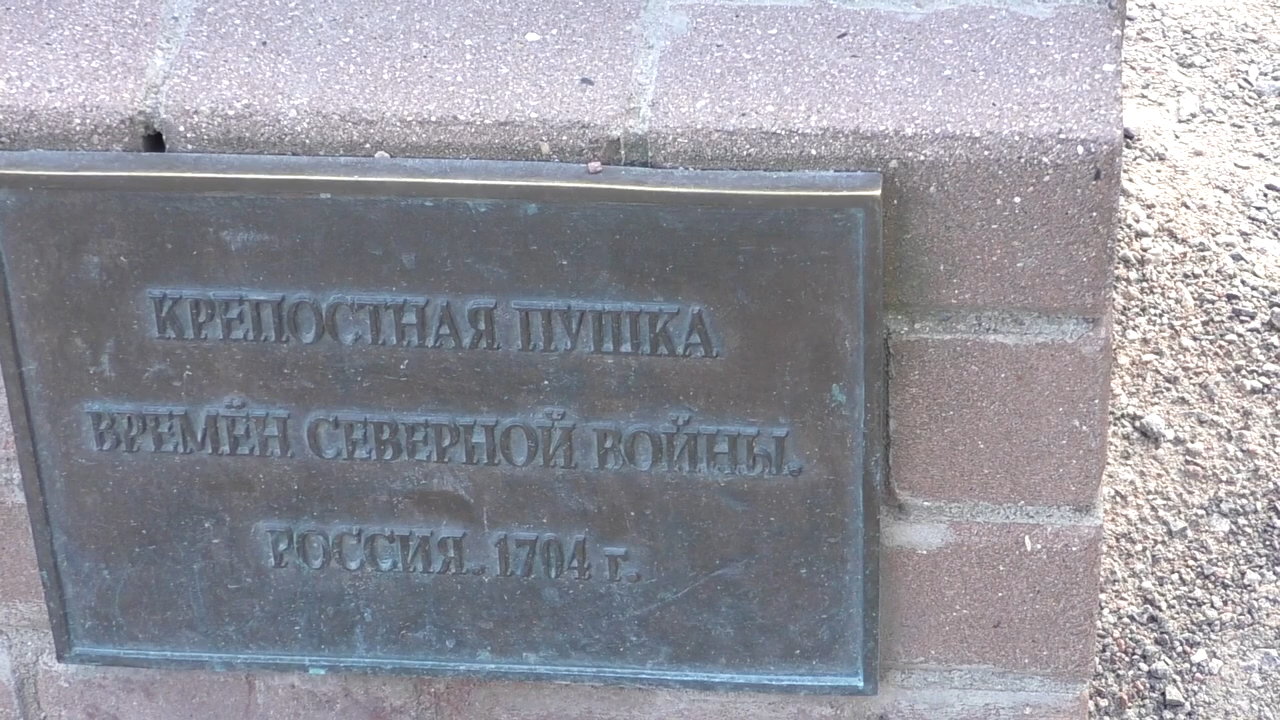 КРЕПОСТНАЯ ПУШКА
ВРЕМЁН СЕВЕРНОЙ ВОЙНЫ.
РОССИЯ. 1704 г.